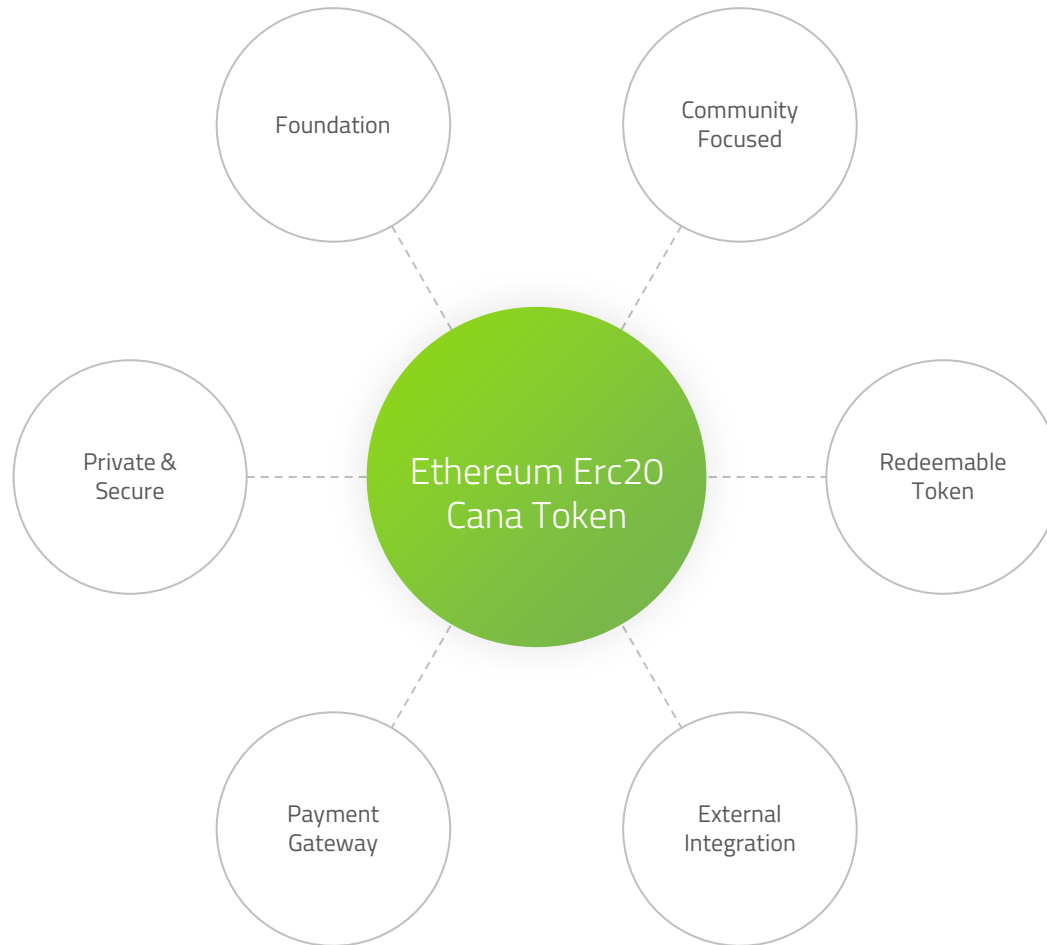 Foundation
Community
Focused
Private &
Secure
Ethereum Erc20
Cana Token
Redeemable
Token
Payment
Gateway
External
Integration